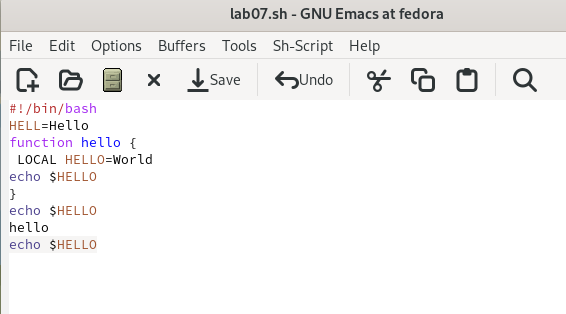 lab07.sh - GNU Emacs at fedora
File Edit Options Buffers Tools Sh-Script Help
Save Undo
#!/bin/bash
HELL=Hello
function hello {
 LOCAL HELLO=World
echo $HELLO
}
echo $HELLO
hello
echo $HELLO